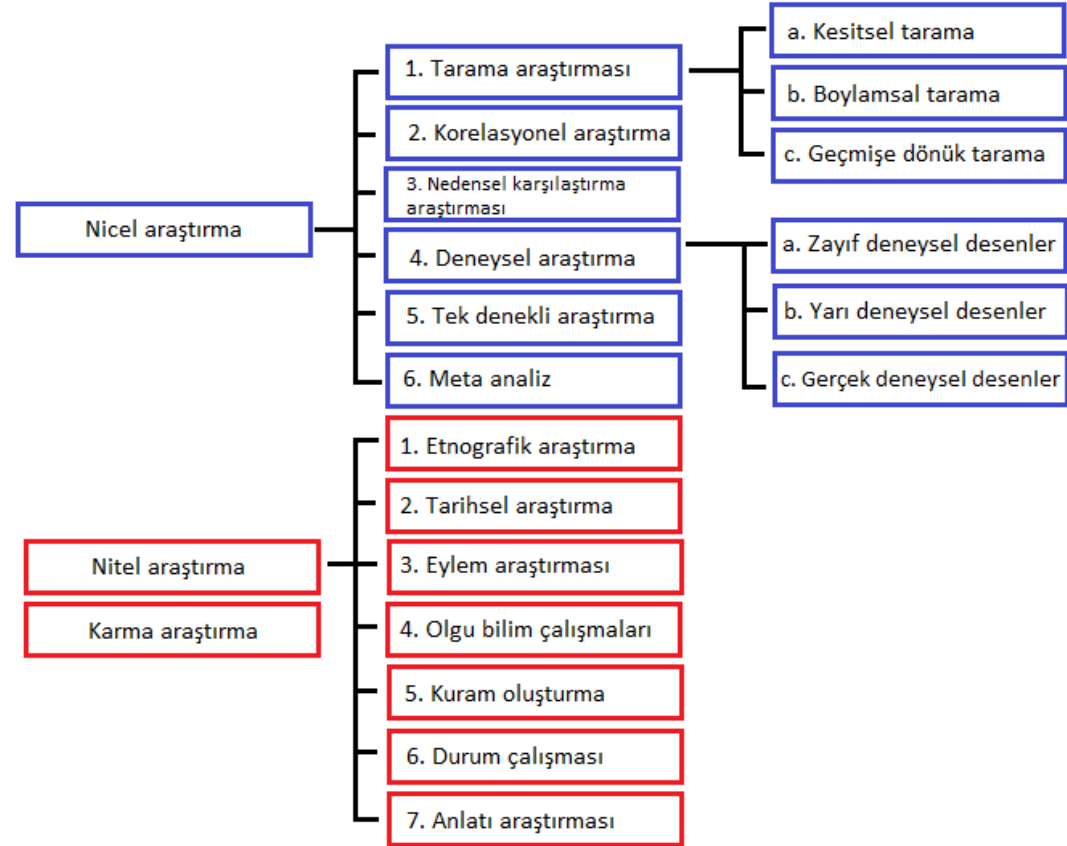 Nicel araştırma
1. Tarama araştırması
a. Kesitsel tarama
b. Boylamsal tarama
c. Geçmişe dönük tarama
2. Korelasyonel araştırma
3. Nedensel karşılaştırma
araştırması
4. Deneysel araştırma
a. Zayıf deneysel desenler
b. Yarı deneysel desenler
c. Gerçek deneysel desenler
5. Tek denekli araştırma
6. Meta analiz
Nitel araştırma
Karma araştırma
1. Etnografik araştırma
2. Tarihsel araştırma
3. Eylem araştırması
4. Olgu bilim çalışmaları
5. Kuram oluşturma
6. Durum çalışması
7. Anlatı araştırması